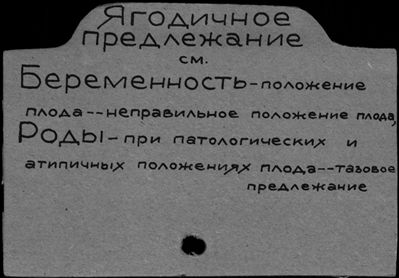 Ягодичное
предлежание
см.
Беременность-положение
плода--неправильное положение плода,
Роды-при патологических и
атипичных положениях плода--тазовое
предлежание